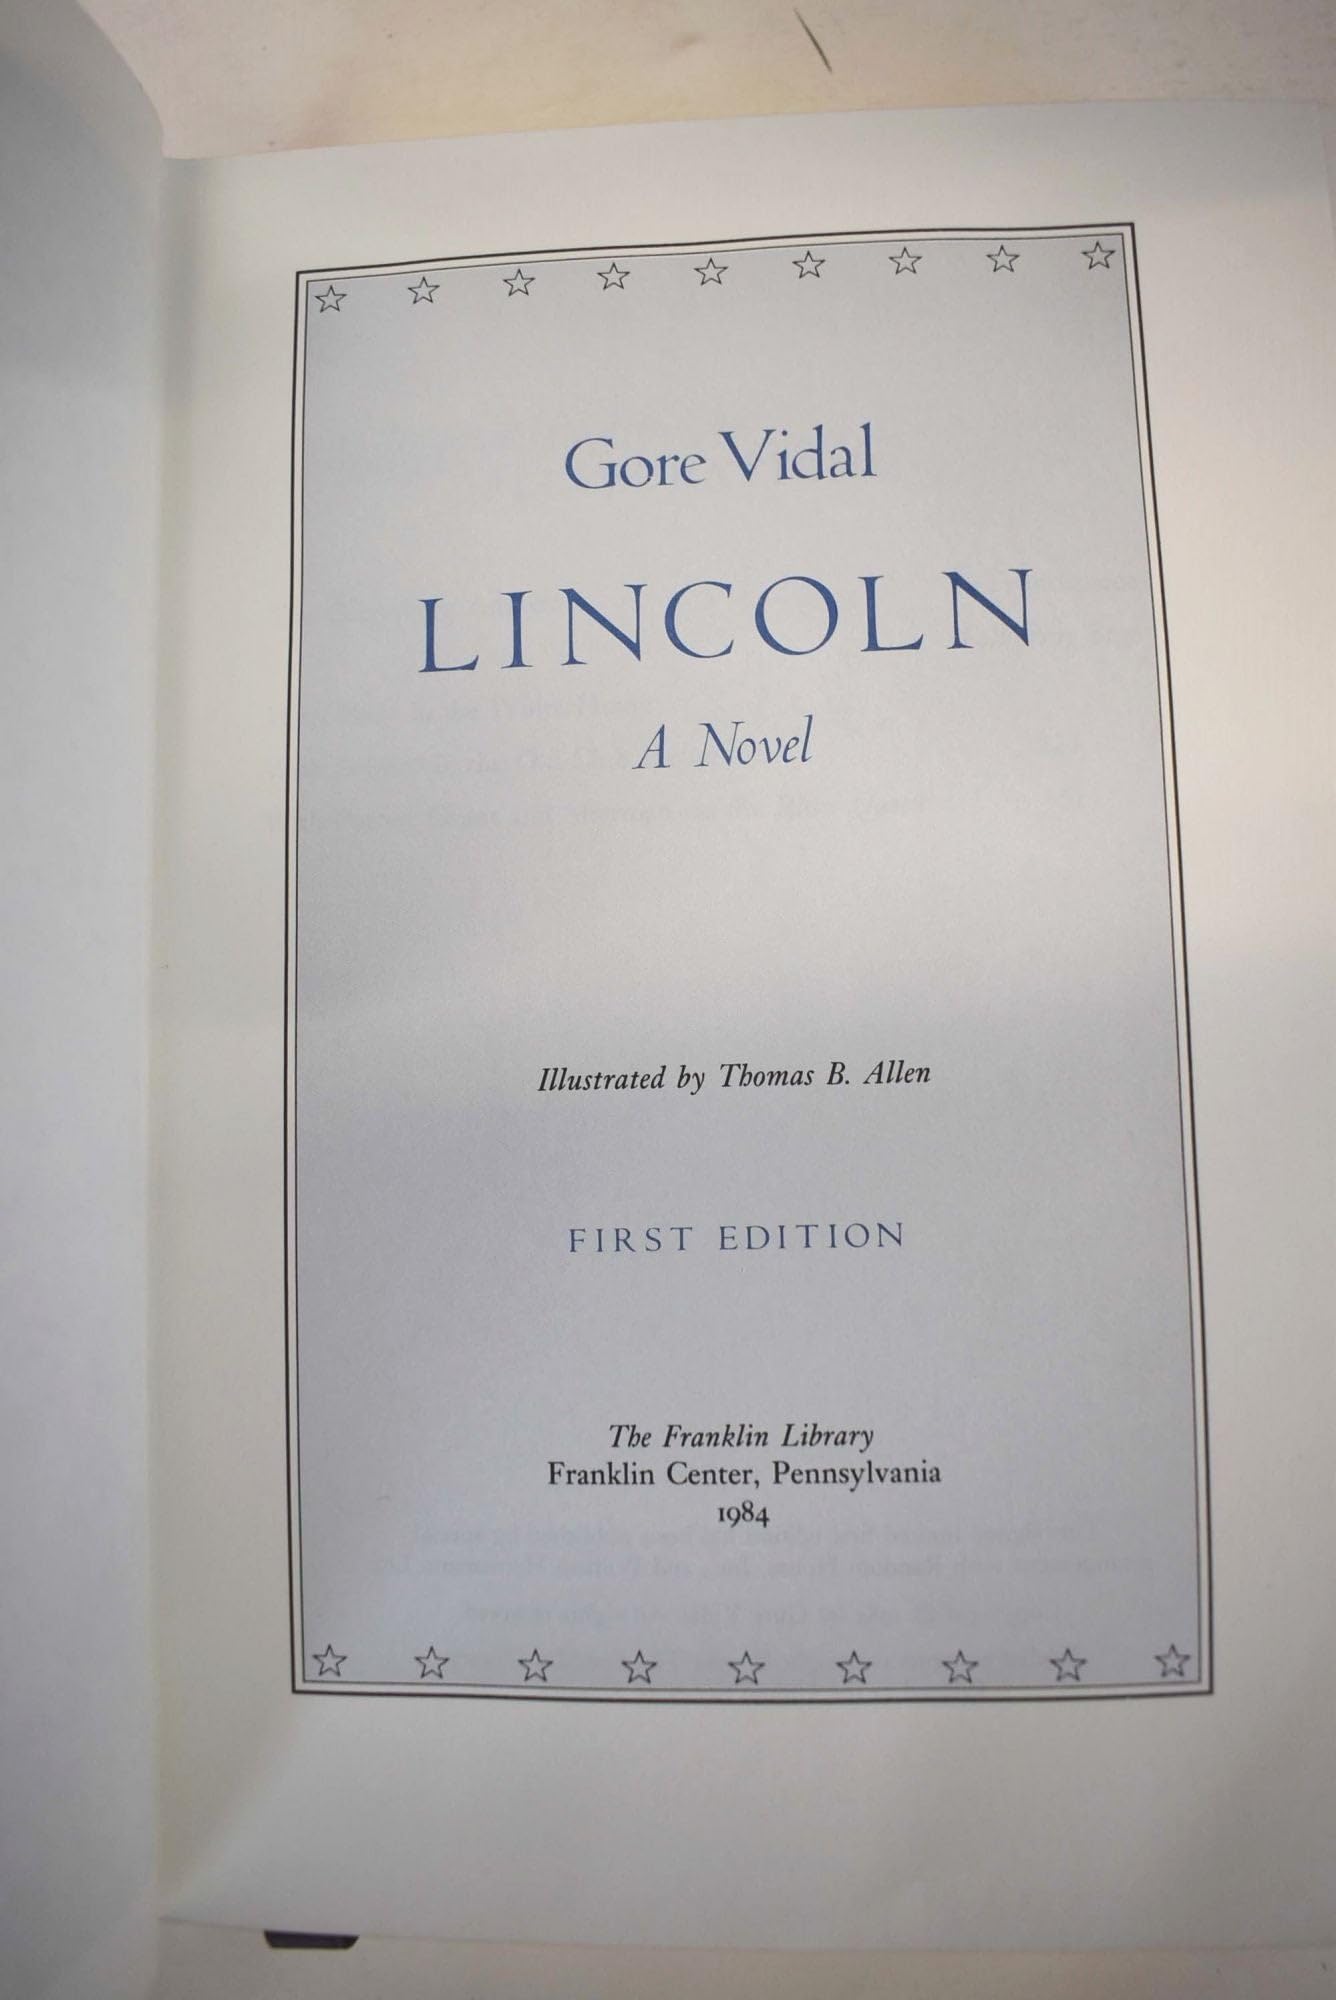 Gore Vidal
LINCOLN
A Novel
Illustrated by Thomas B. Allen
FIRST EDITION
The Franklin Library
Franklin Center, Pennsylvania
1984